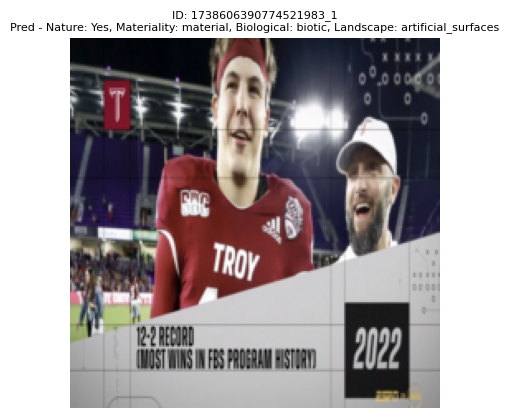 ID: 1738606390774521983_1
Pred - Nature: Yes, Materiality: material, Biological: biotic, Landscape: artificial_surfaces
T
SBC
TROY
12-2 RECORD
(MOST WINS IN FBS PROGRAM HISTORY)
2022